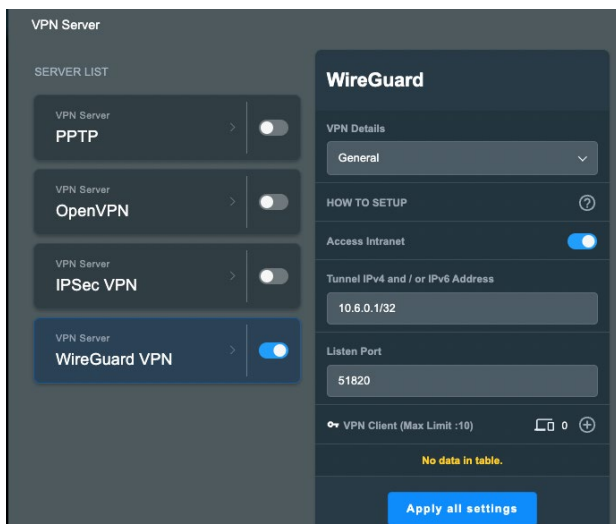 VPN Server
SERVER LIST
VPN Server
PPTP
VPN Server
OpenVPN
VPN Server
IPSec VPN
VPN Server
WireGuard VPN
WireGuard
VPN Details
General
HOW TO SETUP
Access Intranet
Tunnel IPv4 and / or IPv6 Address
10.6.0.1/32
Listen Port
51820
VPN Client (Max Limit :10) 0
No data in table.
Apply all settings